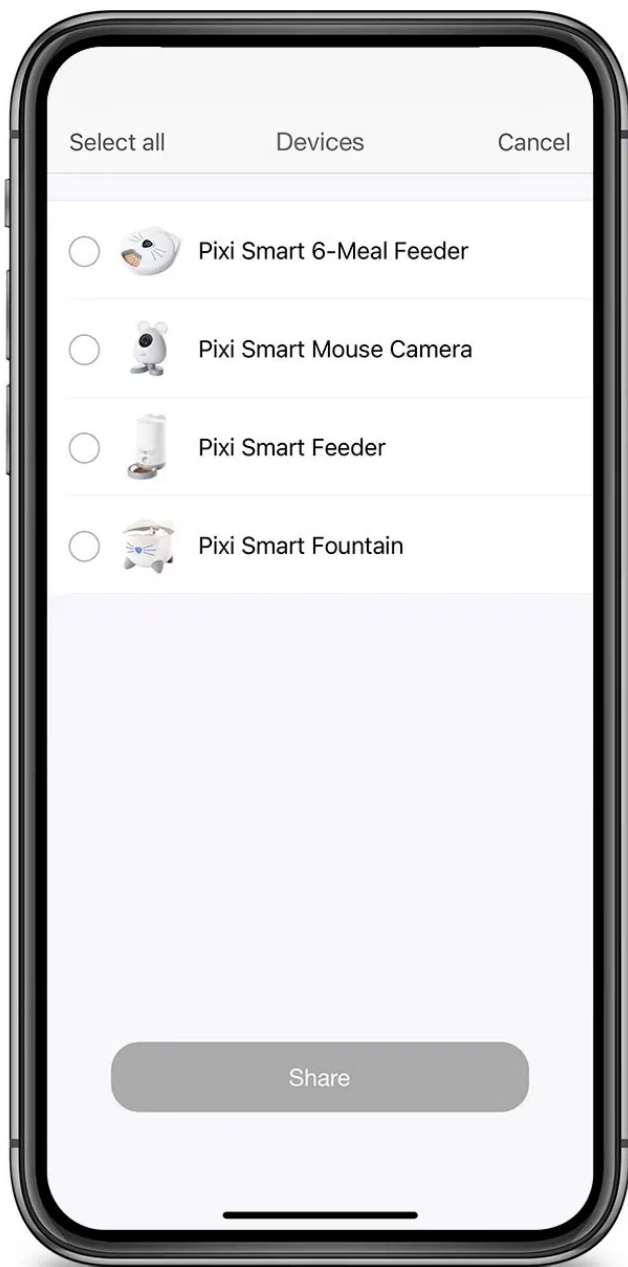 Select all
Devices
Cancel
Pixi Smart 6-Meal Feeder
Pixi Smart Mouse Camera
Pixi Smart Feeder
Pixi Smart Fountain
Share